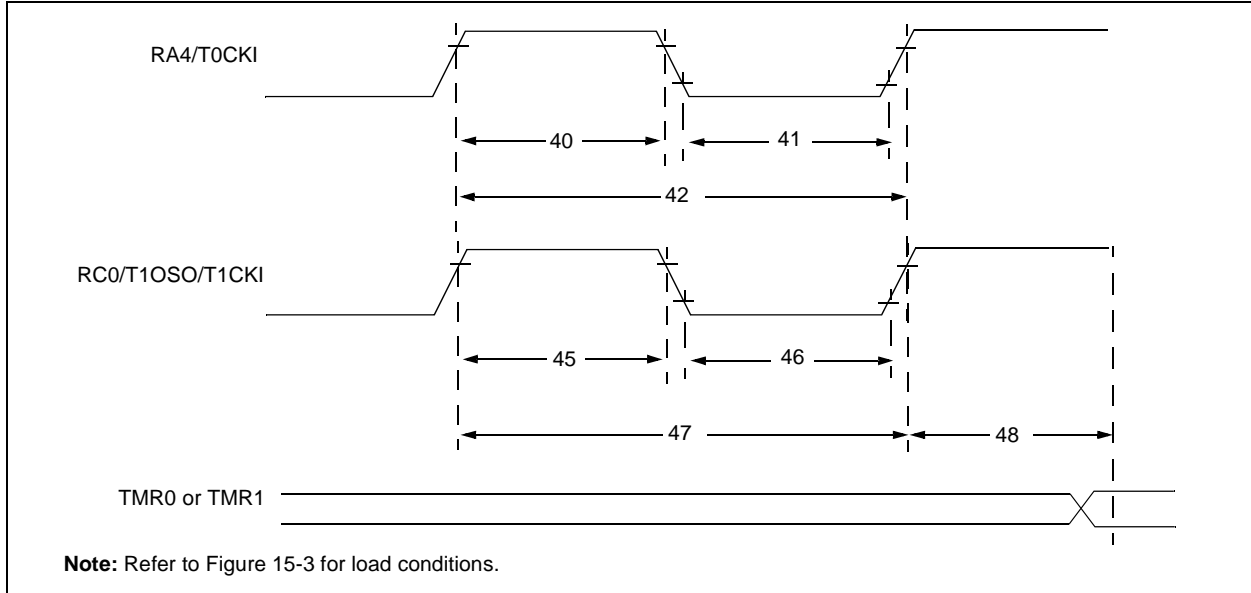 RA4/T0CKI
40
41
42
RC0/T1OSO/T1CKI
45
46
47
48
TMR0 or TMR1
Note: Refer to Figure 15-3 for load conditions.